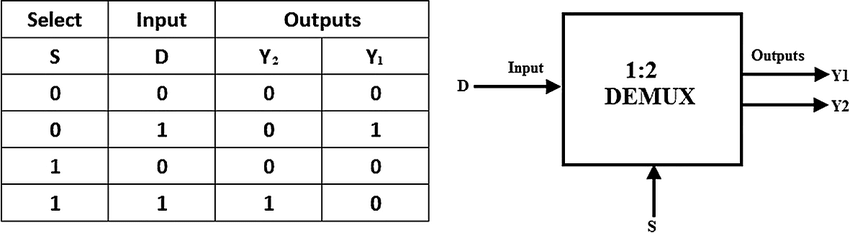 Select Input Outputs
S D Y₂ Y₁
0 0 0 0
0 1 0 1
1 0 0 0
1 1 1 0
Outputs
Input
1:2
D
Y1
DEMUX
Y2
S